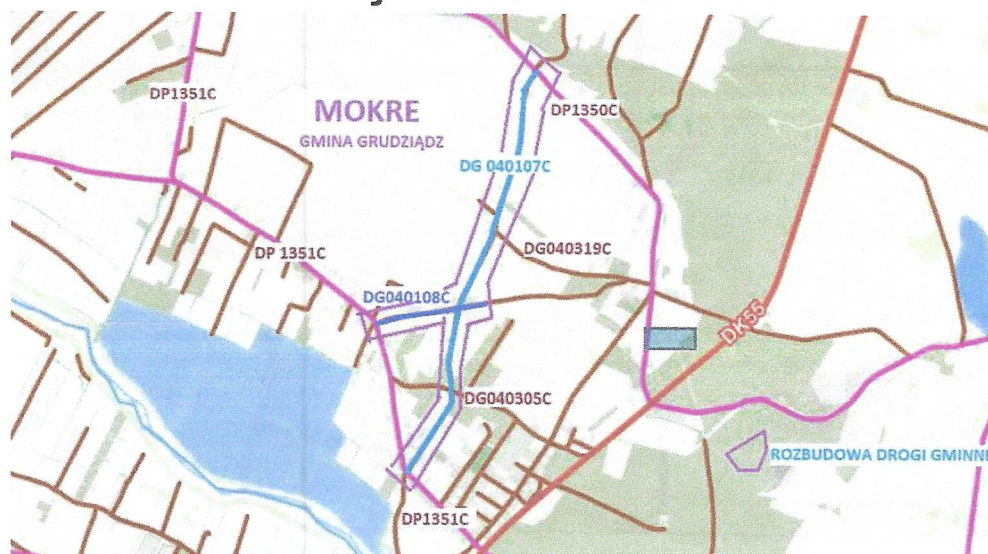 DP1351C
MOKRE
GMINA GRUDZIĄDZ
DP1350C
DG 040107C
DP 1351C
DG040319C
DG040108C
DK55
DG040305C
ROZBUDOWA DROGI GMINNE
DP1351C